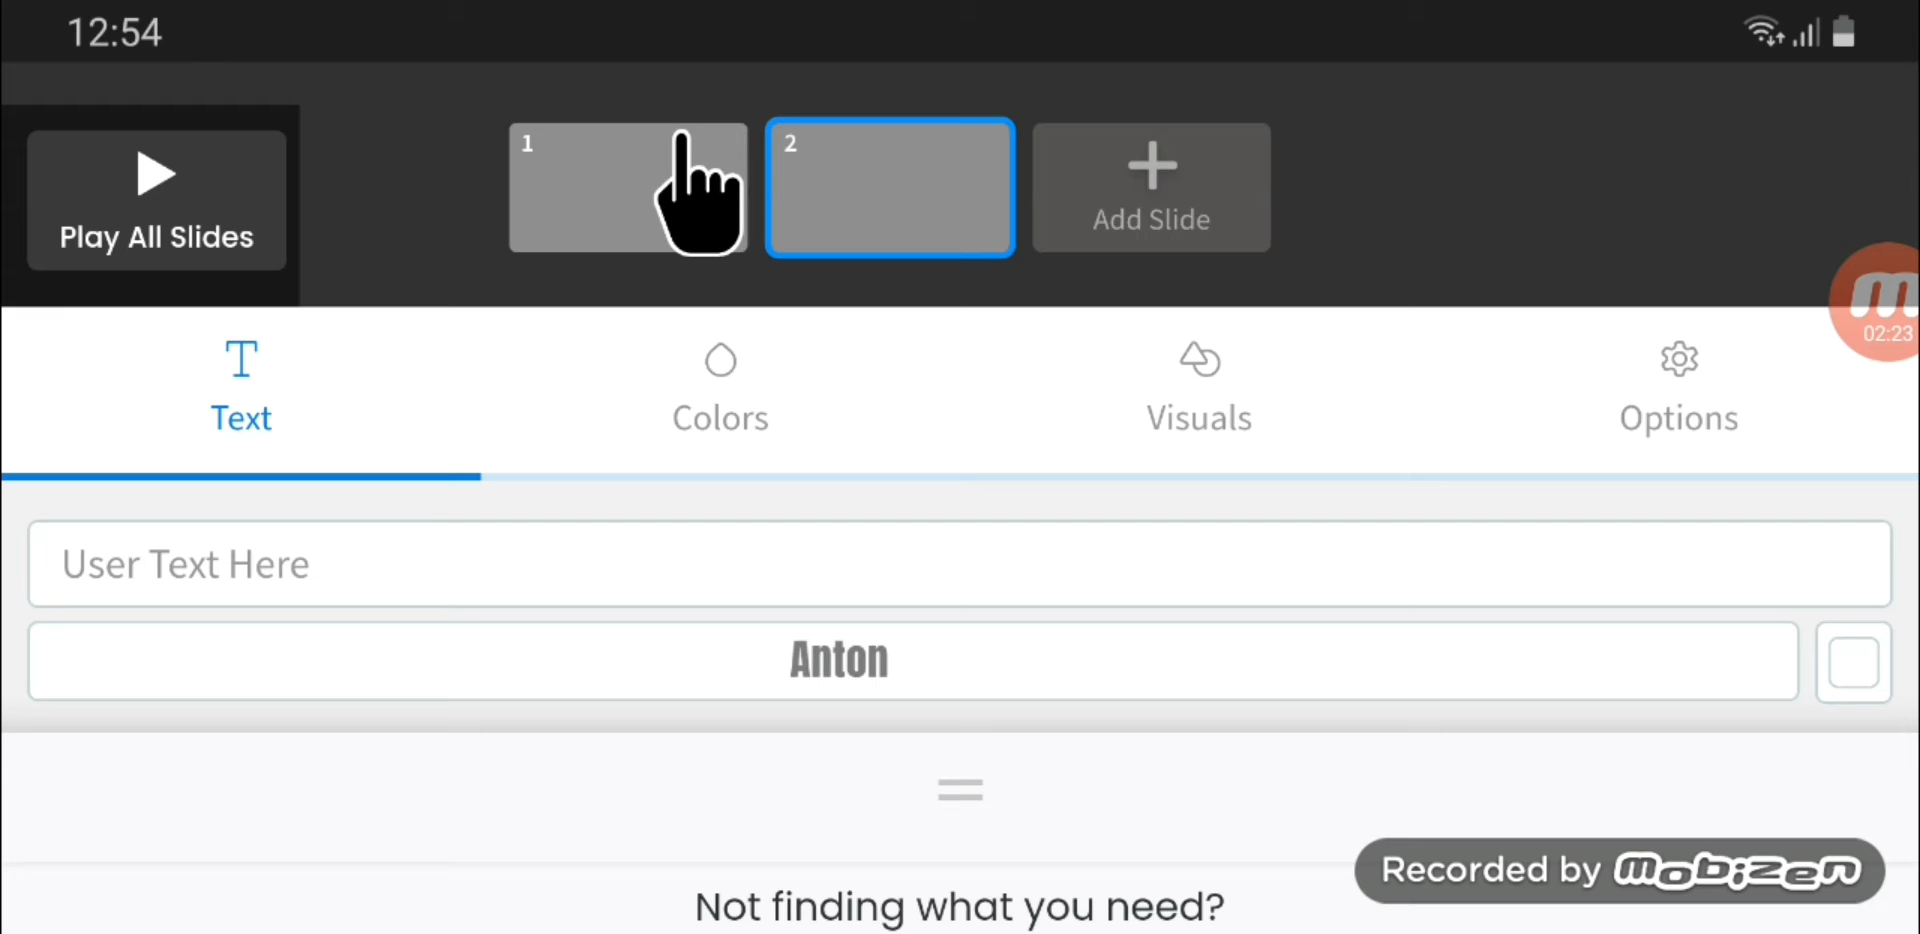 12:54
1
2
Add Slide
Play All Slides
m
02:23
Text
Colors
Visuals
Options
User Text Here
Anton
Recorded by mobizen
Not finding what you need?